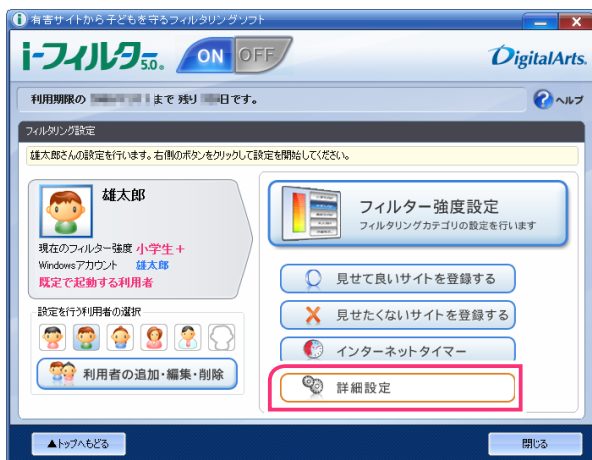 有害サイトから子どもを守るフィルタリングソフト
i-フィルター5.0®
ON OFF
DigitalArts.
利用期限の まで 残り 日です。
ヘルプ
フィルタリング設定
雄太郎さんの設定を行います。右側のボタンをクリックして設定を開始してください。
雄太郎
現在のフィルター強度 小学生＋
Windowsアカウント 雄太郎
既定で起動する利用者
設定を行う利用者の選択
利用者の追加・編集・削除
フィルター強度設定
フィルタリングカテゴリの設定を行います
見せて良いサイトを登録する
見せたくないサイトを登録する
インターネットタイマー
詳細設定
▲トップへもどる
閉じる